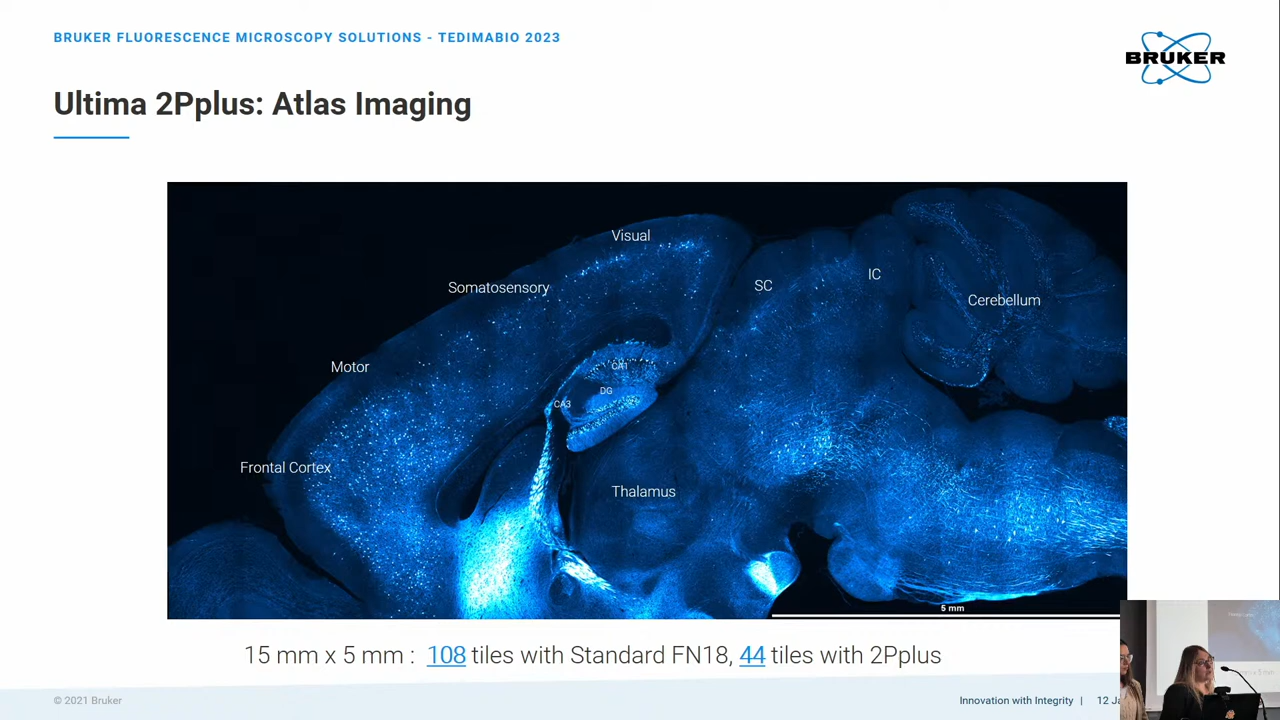 BRUKER FLUORESCENCE MICROSCOPY SOLUTIONS - TEDIMABIO 2023
BRUKER
Ultima 2Pplus: Atlas Imaging
Visual
Somatosensory
SC
IC
Cerebellum
Motor
CA1
DG
CA3
Frontal Cortex
Thalamus
5 mm
15 mm x 5 mm : 108 tiles with Standard FN18, 44 tiles with 2Pplus
© 2021 Bruker
Innovation with Integrity | 12